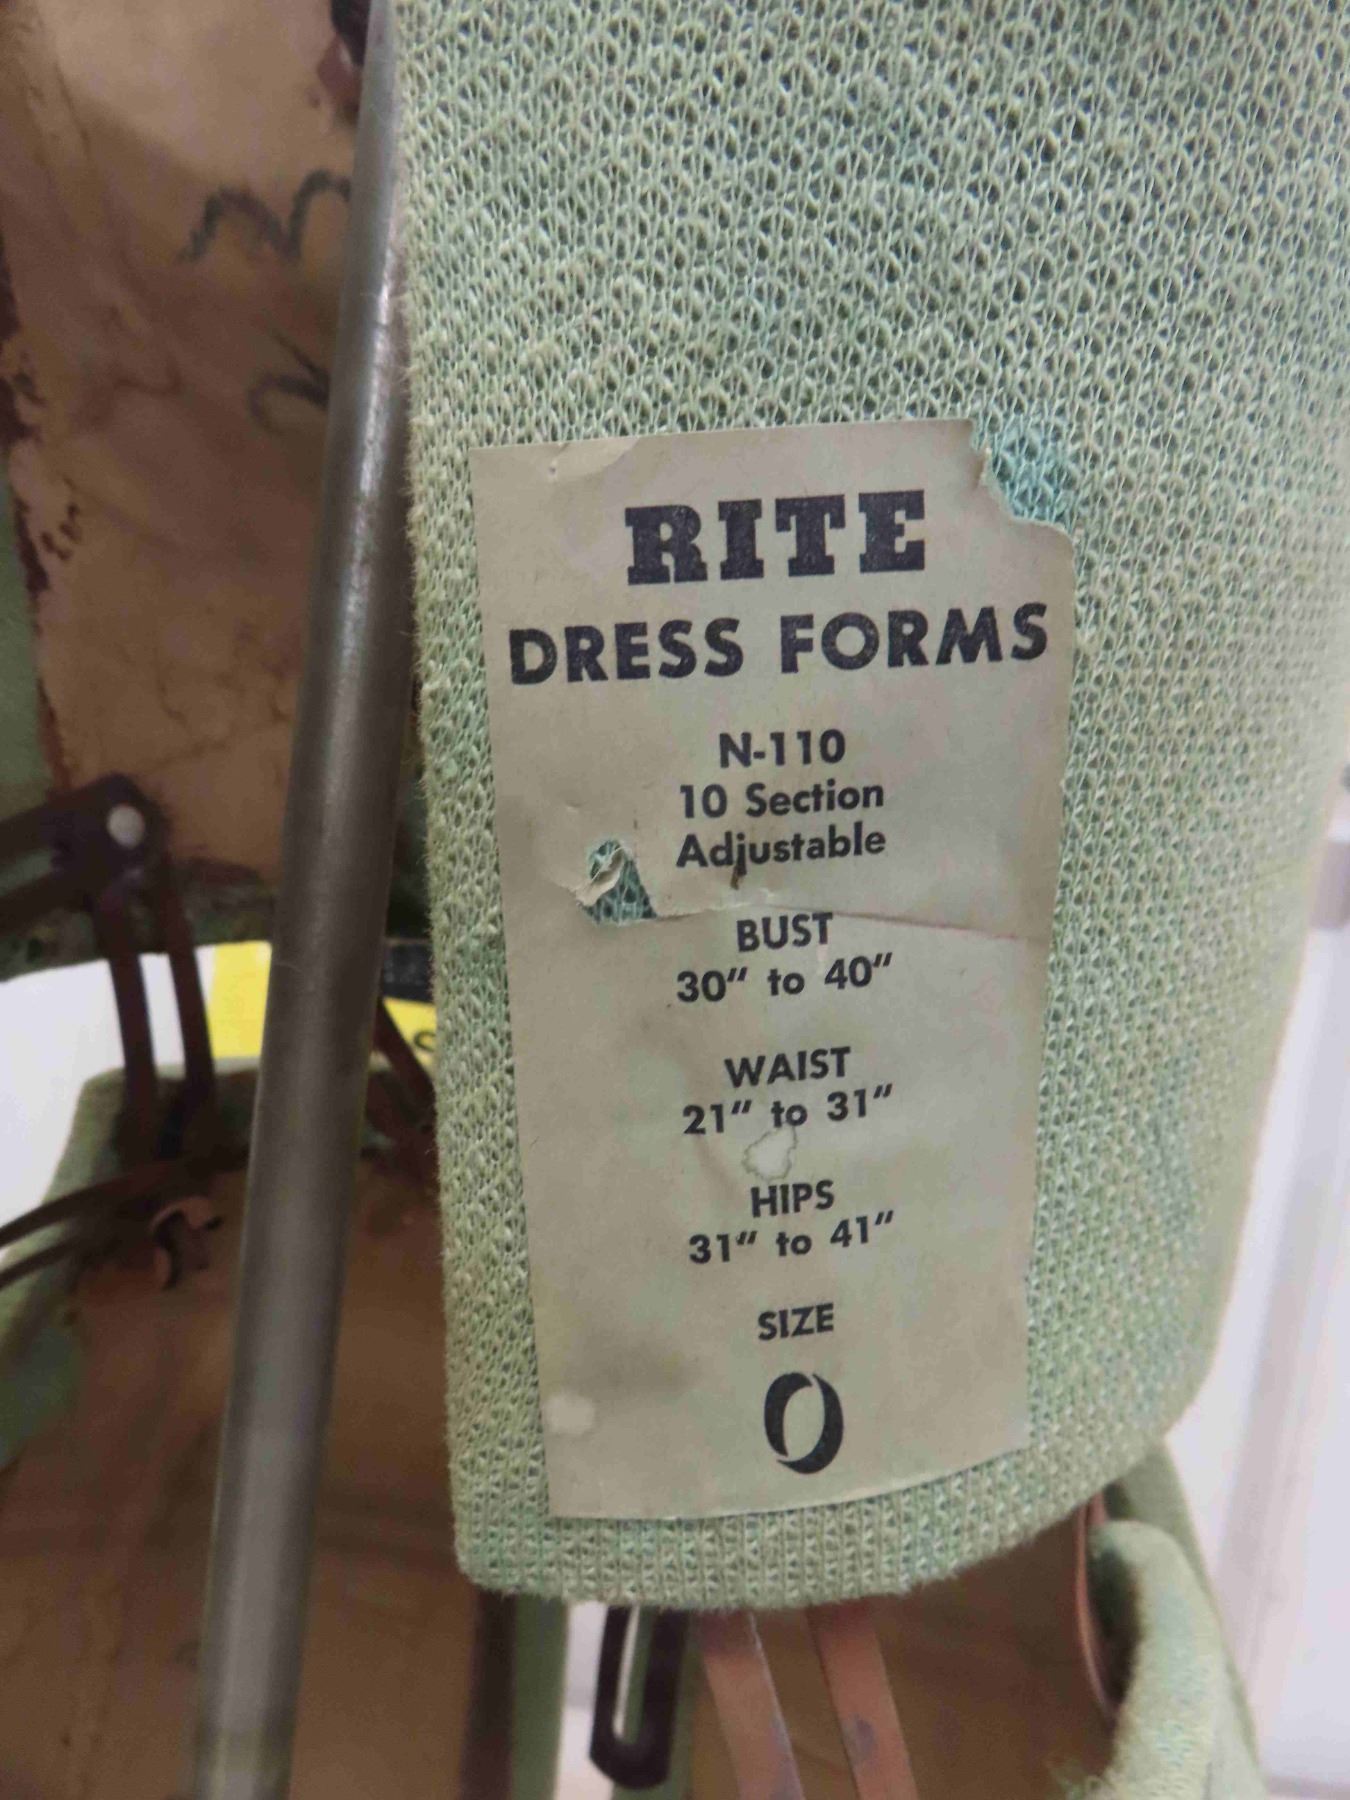 RITE
DRESS FORMS
N-110
10 Section
Adjustable
BUST
30" to 40"
WAIST
21" to 31"
HIPS
31" to 41"
SIZE
0